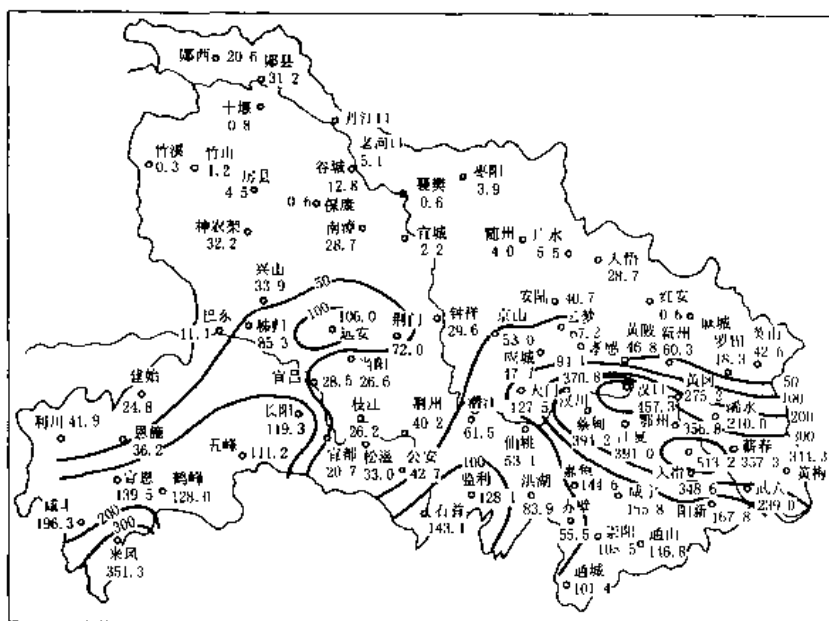 郧西 20.6
郧县
31.2
十堰
0.8
丹江口
老河口
5.1
竹溪
0.3
竹山
1.2
房县
4.5
谷城
12.8
0.6 保康
襄樊
0.6
枣阳
3.9
神农架
32.2
南漳
28.7
宜城
2.2
随州
4.0
广水
5.5
大悟
28.7
兴山
33.9
50
100
106.0
远安
荆门
72.0
钟祥
29.6
京山
53.0
安陆 40.7
云梦
67.2
红安
0.6
麻城
罗田
18.3
英山
42.6
巴东
11.1
秭归
85.3
当阳
26.6
宜昌
28.5
应城
孝感
94.1
黄陂
46.8
新州
60.3
建始
24.8
利川 41.9
恩施
36.2
长阳
119.3
枝江
26.2
荆州
40.2
潜江
61.5
天门
127.5
370.8
汉川
汉口
457.3
黄冈
275.2
50
100
200
300
蔡甸
394.2
江夏
391.0
鄂州
356.8
浠水
210.0
五峰
111.2
宜都
20.7
松滋
33.0
公安
42.7
仙桃
53.1
513.2
大冶
348.6
蕲春
357.3
黄梅
311.3
武穴
239.0
宣恩
139.5
鹤峰
128.0
196.3
200
300
来凤
351.3
100
监利
128.1
石首
143.1
洪湖
83.9
嘉鱼
144.6
咸宁
阳新
167.8
赤壁
55.5
崇阳
通山
146.8
通城
101.4